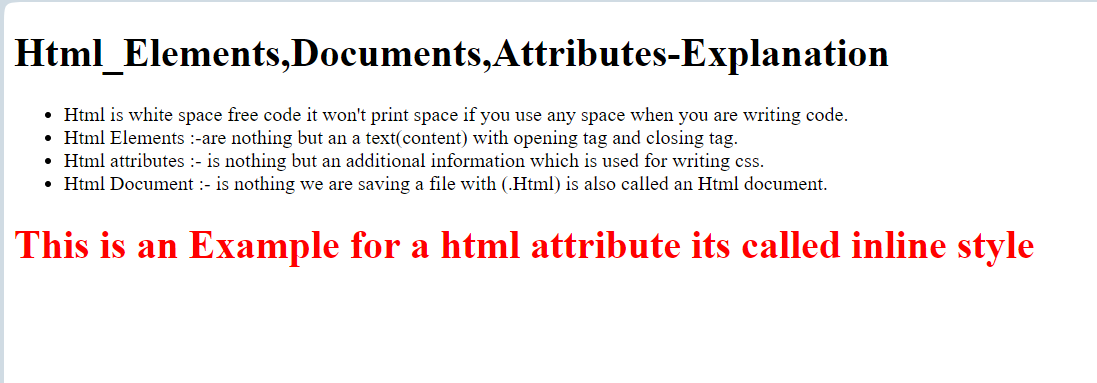 Html_Elements,Documents,Attributes-Explanation
Html is white space free code it won't print space if you use any space when you are writing code.
Html Elements :-are nothing but an a text(content) with opening tag and closing tag.
Html attributes :- is nothing but an additional information which is used for writing css.
Html Document :- is nothing we are saving a file with (.Html) is also called an Html document.
This is an Example for a html attribute its called inline style